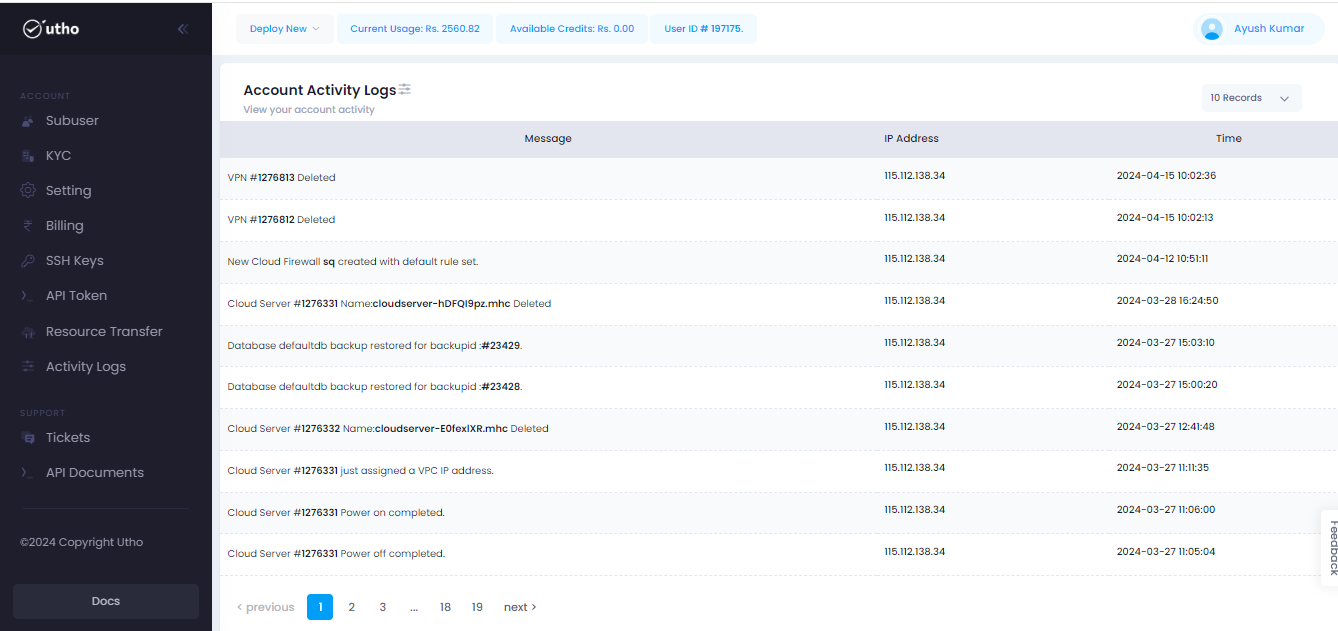 utho
Deploy New
Current Usage: Rs. 2560.82
Available Credits: Rs. 0.00
User ID # 197175.
Ayush Kumar
ACCOUNT
Subuser
KYC
Setting
Billing
SSH Keys
API Token
Resource Transfer
Activity Logs
SUPPORT
Tickets
API Documents
©2024 Copyright Utho
Docs
Account Activity Logs
View your account activity
10 Records
Message IP Address Time
VPN #1276813 Deleted 115.112.138.34 2024-04-15 10:02:36
VPN #1276812 Deleted 115.112.138.34 2024-04-15 10:02:13
New Cloud Firewall sq created with default rule set. 115.112.138.34 2024-04-12 10:51:11
Cloud Server #1276331 Name:cloudserver-hDFQI9pz.mhc Deleted 115.112.138.34 2024-03-28 16:24:50
Database defaultdb backup restored for backupid :#23429. 115.112.138.34 2024-03-27 15:03:10
Database defaultdb backup restored for backupid :#23428. 115.112.138.34 2024-03-27 15:00:20
Cloud Server #1276332 Name:cloudserver-E0fexIXR.mhc Deleted 115.112.138.34 2024-03-27 12:41:48
Cloud Server #1276331 just assigned a VPC IP address. 115.112.138.34 2024-03-27 11:11:35
Cloud Server #1276331 Power on completed. 115.112.138.34 2024-03-27 11:06:00
Cloud Server #1276331 Power off completed. 115.112.138.34 2024-03-27 11:05:04
< previous 1 2 3 ... 18 19 next >
Feedback